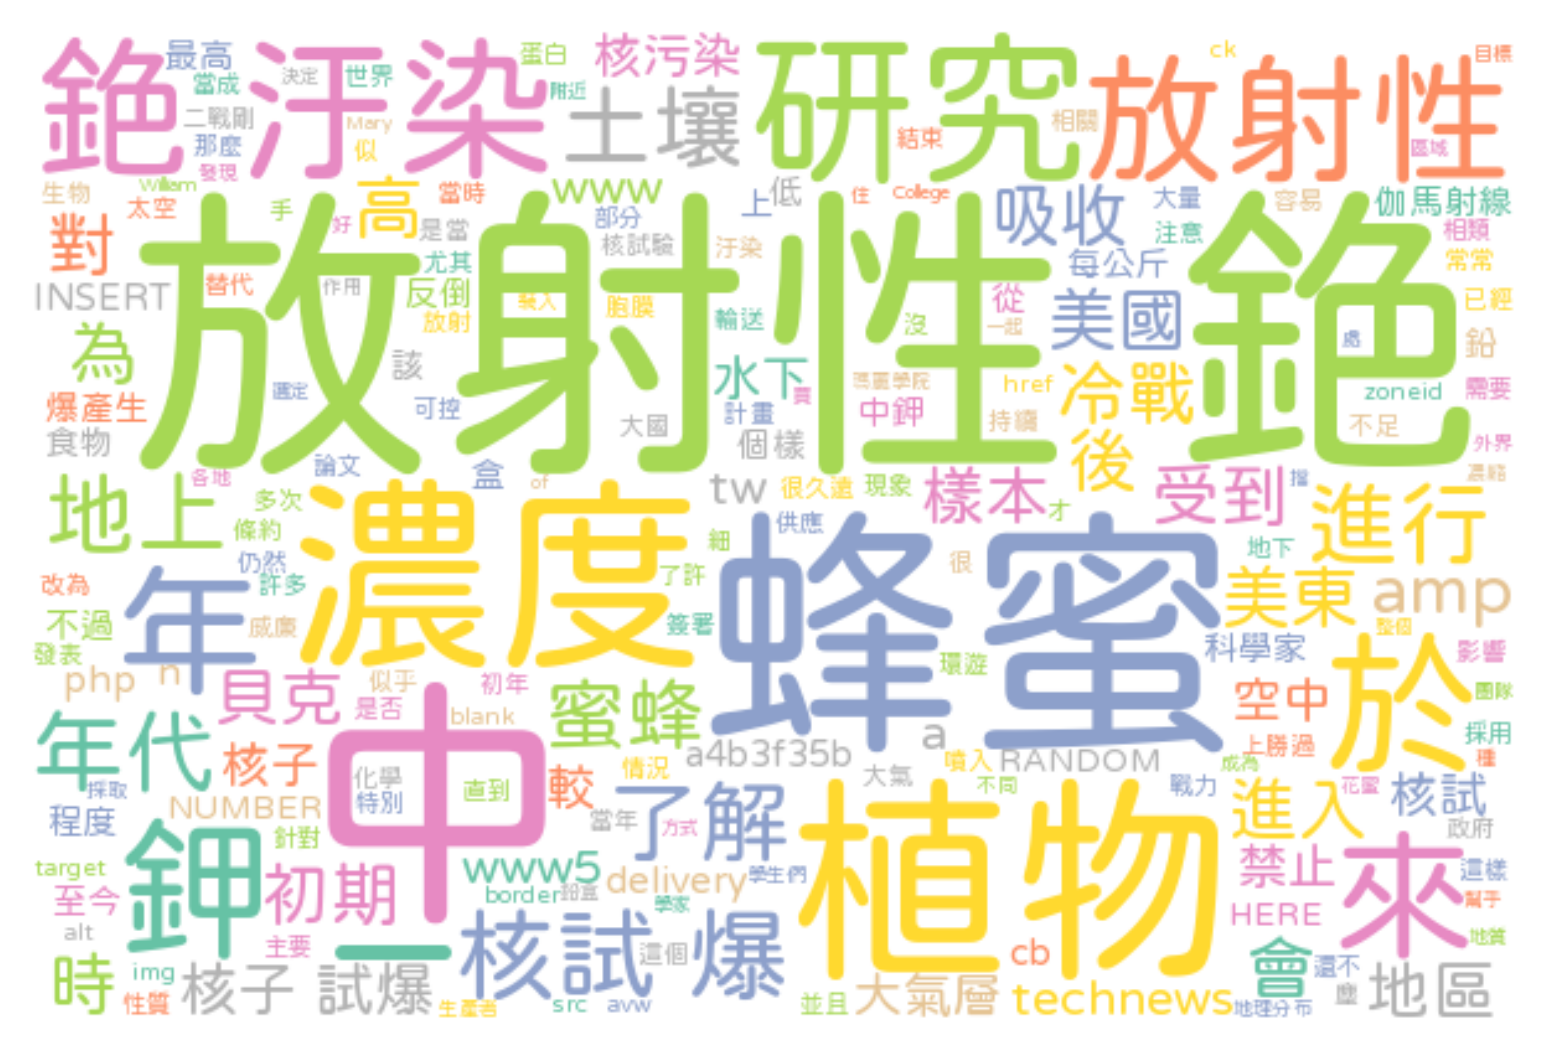 銫汙染
最高
當成
決定
世界
蛋白
附近
核污染
土壤
研究
放射性
ck
目標
相關
結束
區域
二戰剛
那麼
發現
Mary
似
生物
William
太空
手
好
高
當時
是當
www
部分
上
低
住
College
吸收
大量
容易
伽馬射線
對
核試驗
汙染
注意
相類
常常
尤其
每公斤
INSERT
替代
作用
反倒
放射
胞膜
輸送
放射性銫
從
沒
一起
美國
已經
鉛
為
該
水下
處
選定
可控
計畫
賣
瑪麗學院
href
冷戰
zoneid
需要
爆產生
食物
大國
個樣
中鉀
持續
後
不足
外界
各地
論文
盒
of
tw
很久遠
現象
樣本
才
受到
擋
濃縮
地上
多次
條約
仍然
濃度
細
供應
蜂蜜
很
地下
進行
改為
年
許多
了許
美東
amp
不過
威廉
簽署
整個
發表
環遊
科學家
於
影響
php
n
貝克
似乎
是否
初年
blank
蜜蜂
空中
團隊
年代
核子
中
a4b3f35b
a
上勝過
採用
化學
特別
直到
較
情況
大氣
噴入
RANDOM
不同
成為
種
採取
NUMBER
程度
針對
當年
方式
了解
植物
戰力
進入
花蜜
核試
政府
target
鉀
初期
www5
border
鉛盒
delivery
學生們
學家
禁止
來
這樣
至今
HERE
幫手
alt
主要
一
核試爆
這個
cb
地質
時
img
性質
核子試爆
生產者
src
avw
並且
大氣層
technews
會
地理分布
還不
塵
地區